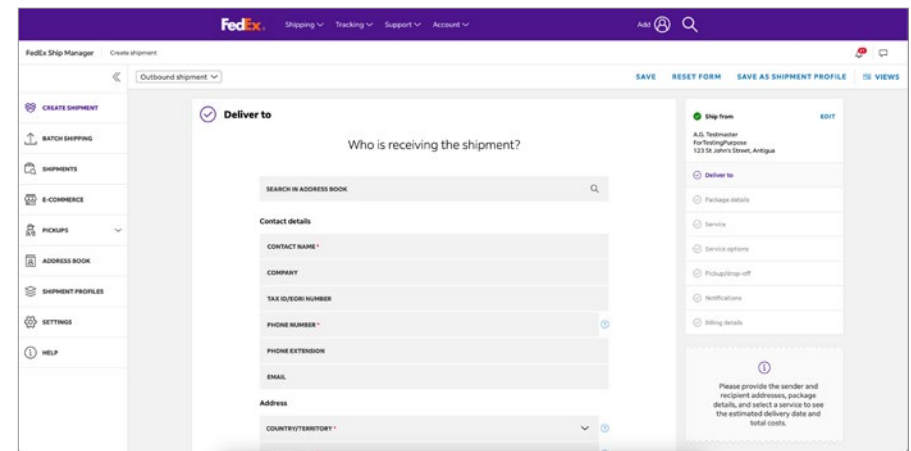 FedEx.
Shipping
Tracking
Support
Account
FedEx Ship Manager
Create shipment
Outbound shipment
SAVE
RESET FORM
SAVE AS SHIPMENT PROFILE
VIEWS
CREATE SHIPMENT
BATCH SHIPPING
SHIPMENTS
E-COMMERCE
PICKUPS
ADDRESS BOOK
SHIPMENT PROFILES
SETTINGS
HELP
Deliver to
Who is receiving the shipment?
SEARCH IN ADDRESS BOOK
Contact details
CONTACT NAME *
COMPANY
TAX ID/EORI NUMBER
PHONE NUMBER *
PHONE EXTENSION
EMAIL
Address
COUNTRY/TERRITORY *
Ship from
EDIT
A.G. Testmaster
ForTestingPurpose
123 St John's Street, Antigua
Deliver to
Package details
Service
Service options
Pickup/drop-off
Notifications
Billing details
Please provide the sender and
recipient addresses, package
details, and select a service to see
the estimated delivery date and
total costs.